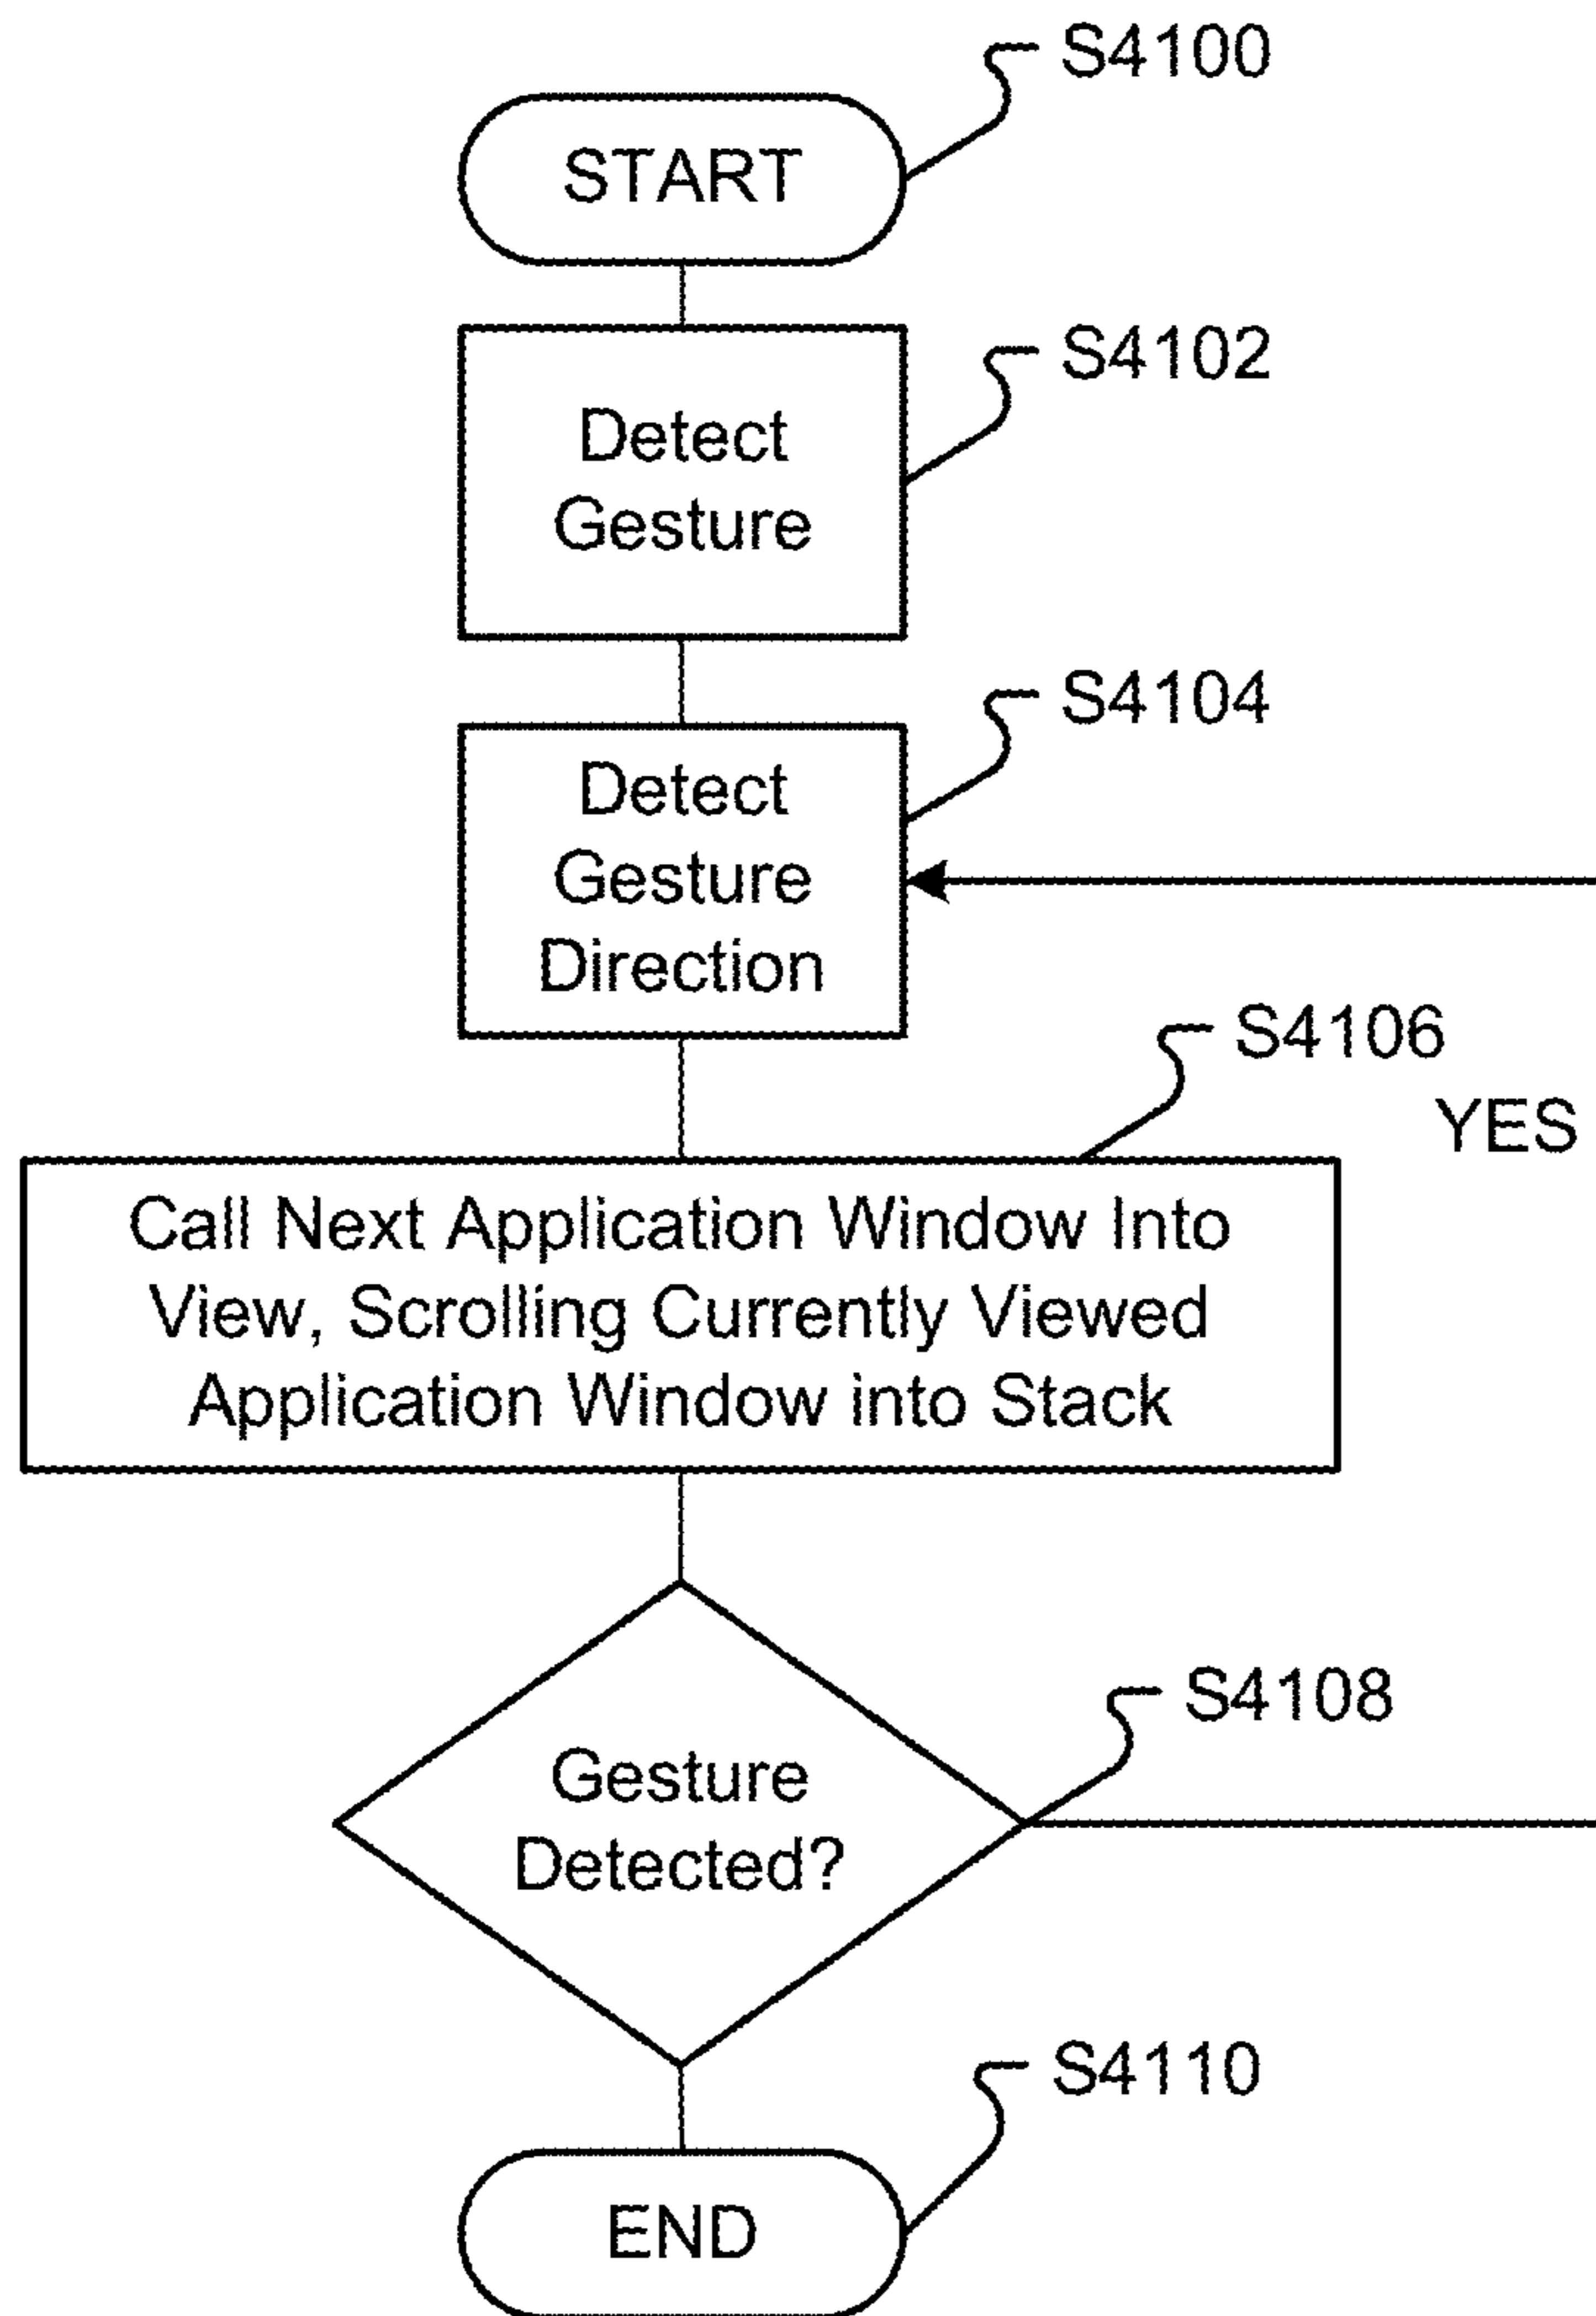 S4100
START
S4102
Detect
Gesture
S4104
Detect
Gesture
Direction
S4106
YES
Call Next Application Window Into
View, Scrolling Currently Viewed
Application Window into Stack
S4108
Gesture
Detected?
S4110
END